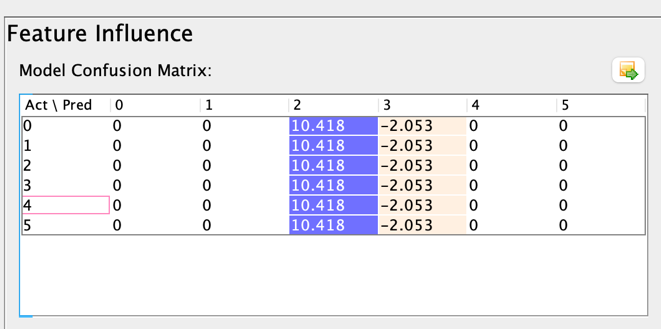 Feature Influence
Model Confusion Matrix:
Act \ Pred 0 1 2 3 4 5
0 0 0 10.418 -2.053 0 0
1 0 0 10.418 -2.053 0 0
2 0 0 10.418 -2.053 0 0
3 0 0 10.418 -2.053 0 0
4 0 0 10.418 -2.053 0 0
5 0 0 10.418 -2.053 0 0